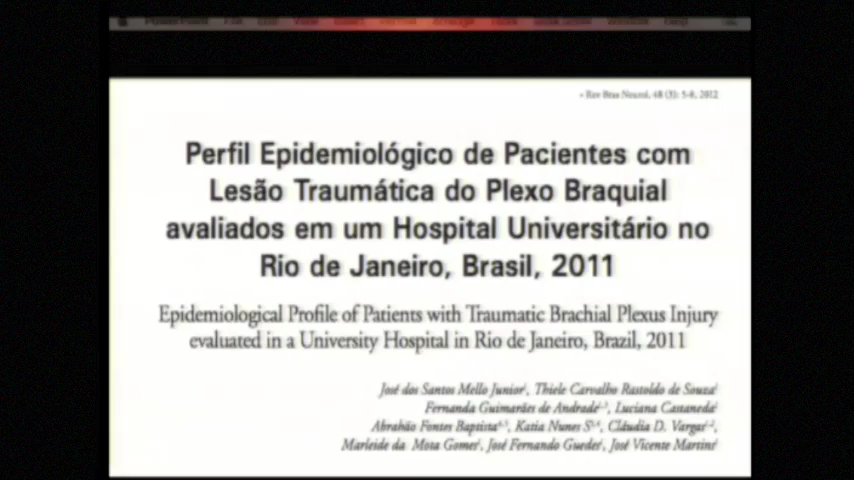 PowerPoint
» Rev Bras Neurol, 48 (3): 5-8, 2012
Perfil Epidemiológico de Pacientes com
Lesão Traumática do Plexo Braquial
avaliados em um Hospital Universitário no
Rio de Janeiro, Brasil, 2011
Epidemiological Profile of Patients with Traumatic Brachial Plexus Injury
evaluated in a University Hospital in Rio de Janeiro, Brazil, 2011
José dos Santos Mello Junior, Thiele Carvalho Rastoldo de Souza
Fernanda Guimarães de Andrade, Luciana Castaneda
Abrahão Fontes Baptista, Katia Nunes Sá, Cláudia D. Vargas
Marleide da Mota Gomes, José Fernando Guedes, José Vicente Martins